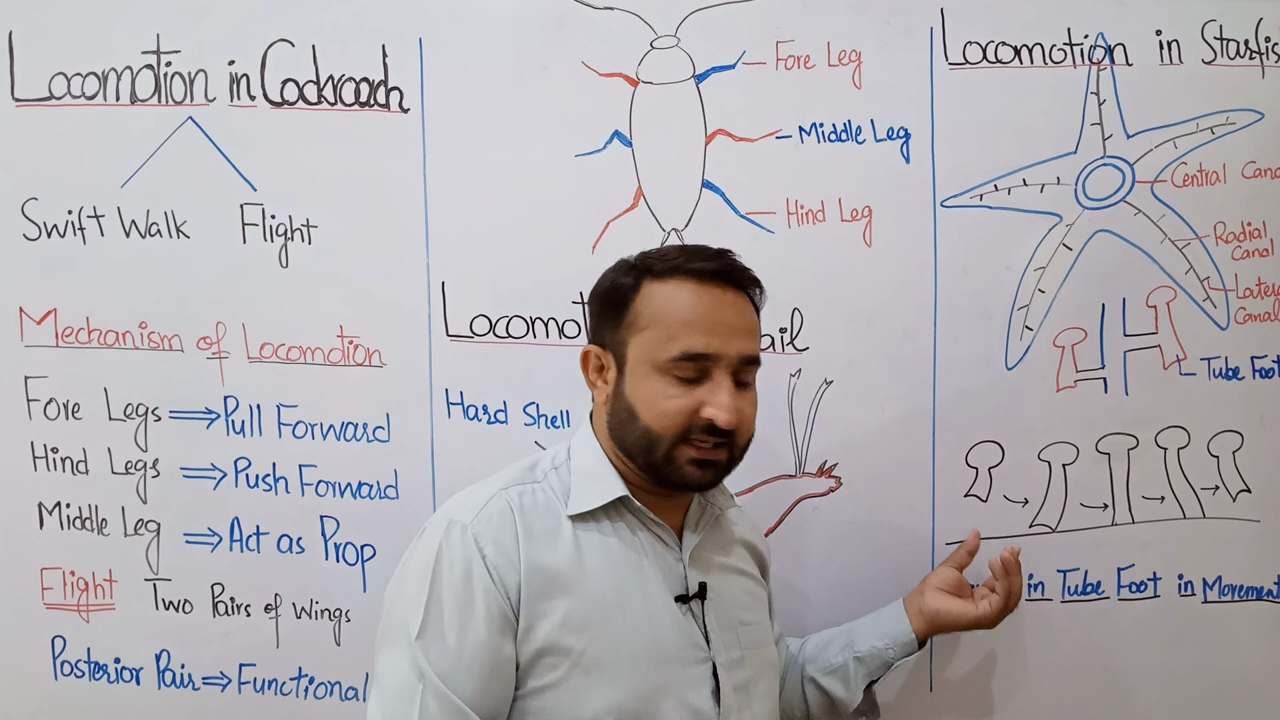 Locomotion in Cockroach
Swift Walk
Flight
Mechanism of Locomotion
Fore Legs ⇒ Pull Forward
Hind Legs ⇒ Push Forward
Middle Leg ⇒ Act as Prop
Flight Two Pairs of Wings
Posterior Pair ⇒ Functional
Fore Leg
Middle Leg
Hind Leg
Locomot ail
Hard Shell
Locomotion in Starfis
Central Cana
Radial
Canal
Latera
Canal
Tube Foot
in Tube Foot in Movement